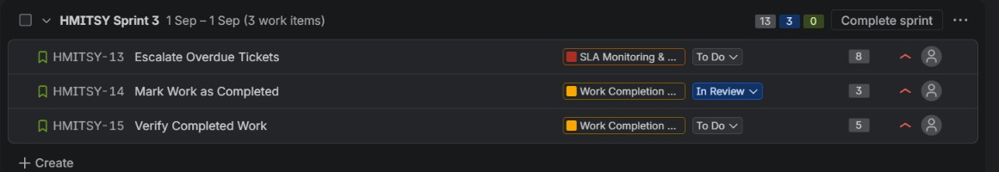 HMITSY Sprint 3 1 Sep – 1 Sep (3 work items) 13 3 0 Complete sprint
HMITSY-13 Escalate Overdue Tickets SLA Monitoring & ... To Do 8
HMITSY-14 Mark Work as Completed Work Completion ... In Review 3
HMITSY-15 Verify Completed Work Work Completion ... To Do 5
Create